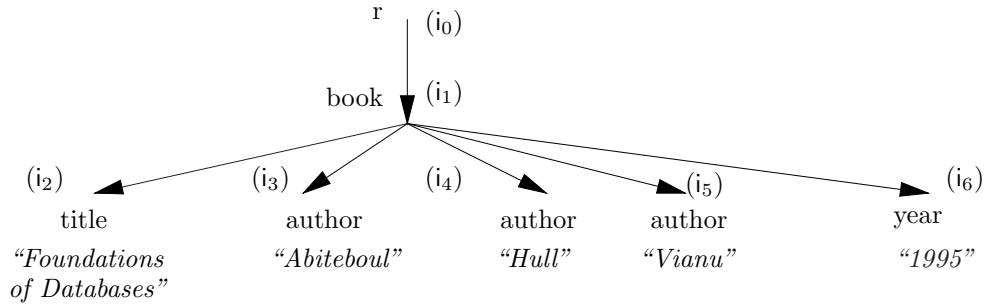 r (i₀)
book (i₁)
(i₂) (i₃) (i₄) (i₅) (i₆)
title author author author year
“Foundations “Abiteboul” “Hull” “Vianu” “1995”
of Databases”